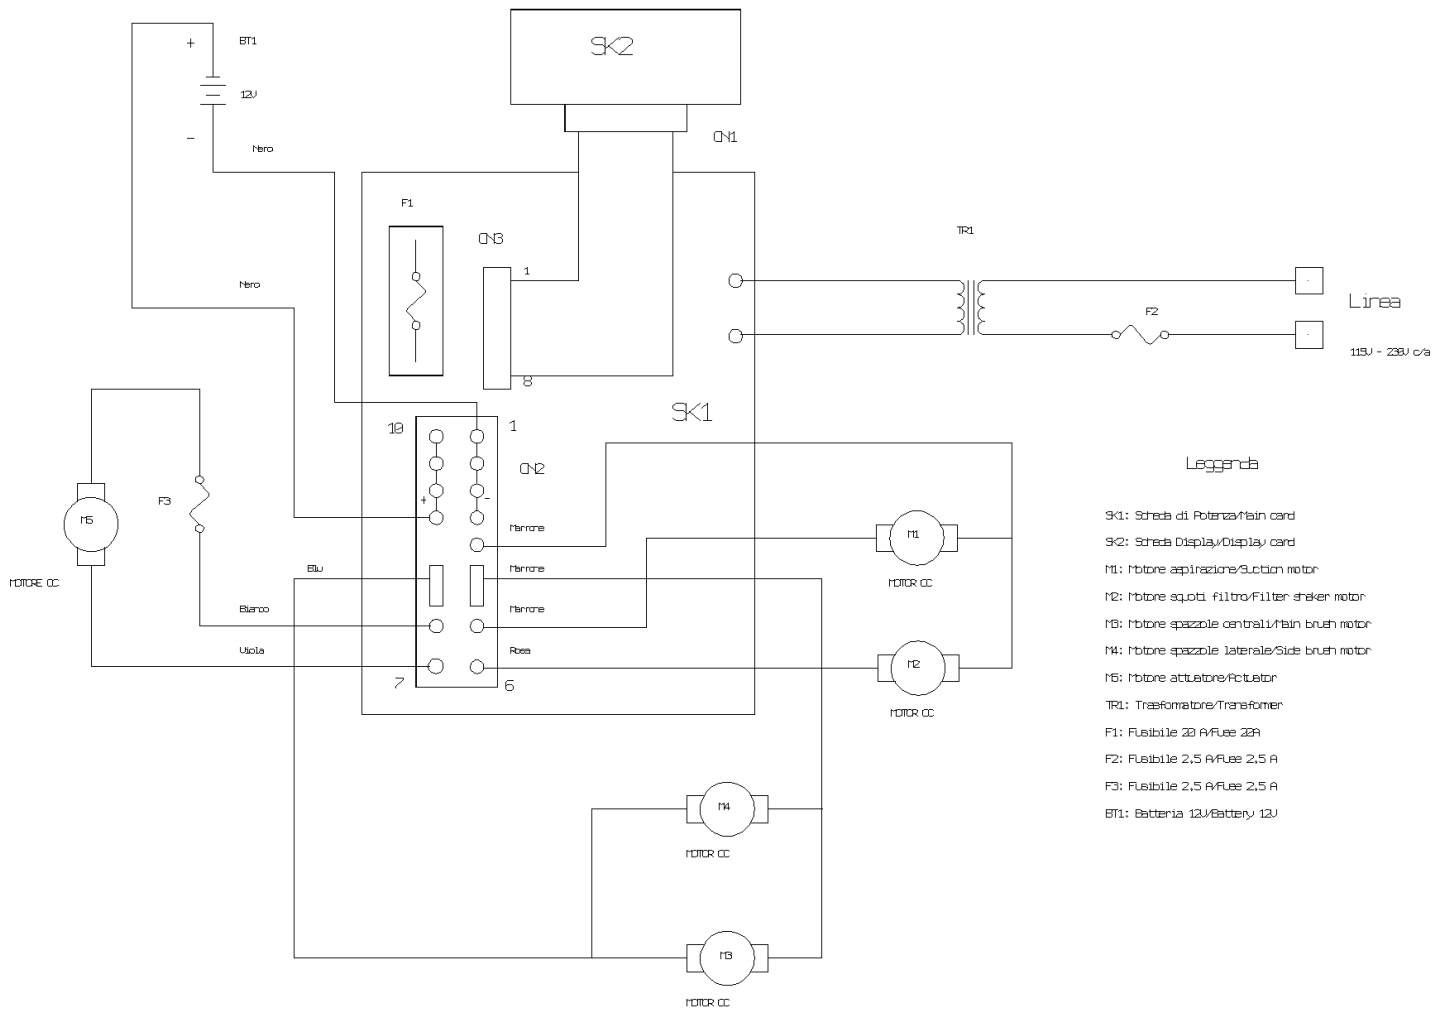 SK2
+
BT1
12V
-
CN1
Nero
F1
TR1
CN3
1
Nero
Linea
F2
115V - 230V c/a
8
SK1
10
1
CN2
Leggenda
F3
+
-
M5
SK1: Scheda di Potenza/Main card
Marrone
M1
SK2: Scheda Display/Display card
Blu
Marrone
M1: Motore aspirazione/Suction motor
MOTORE CC
MOTOR CC
M2: Motore squoti filtro/Filter shaker motor
Bianco
Marrone
M3: Motore spazzole centrali/Main brush motor
Viola
Rosa
M4: Motore spazzole laterale/Side brush motor
M2
M5: Motore attuatore/Actuator
7
6
TR1: Trasformatore/Transformer
MOTOR CC
F1: Fusibile 20 A/Fuse 20A
F2: Fusibile 2,5 A/Fuse 2,5 A
F3: Fusibile 2,5 A/Fuse 2,5 A
M4
BT1: Batteria 12V/Battery 12V
MOTOR CC
M3
MOTOR CC